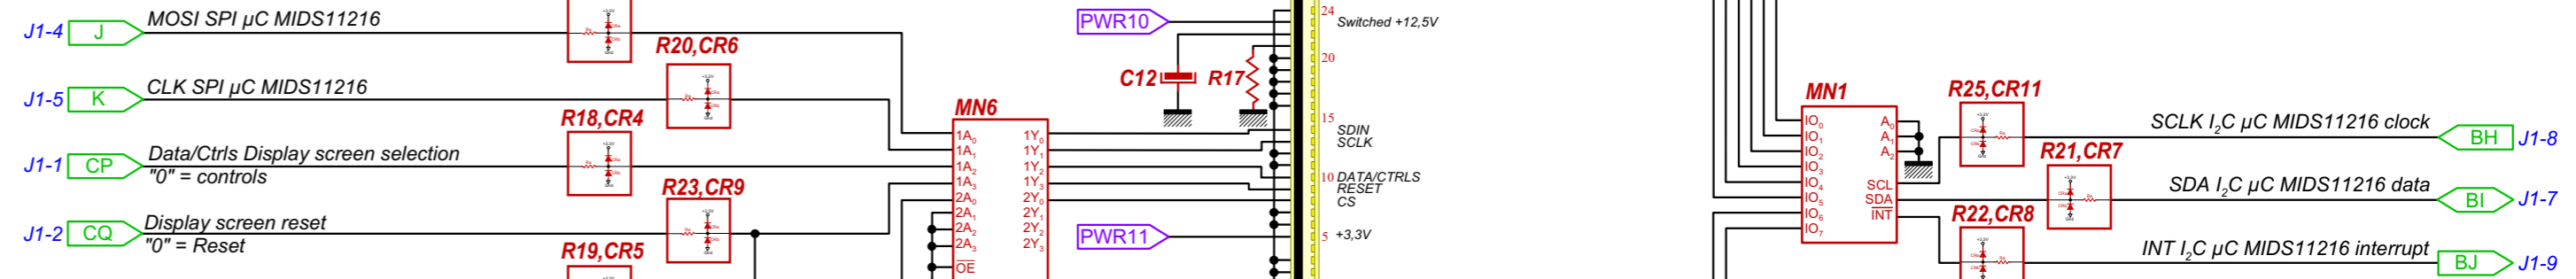 J1-4 J MOSI SPI µC MIDS11216
R20,CR6
J1-5 K CLK SPI µC MIDS11216
R18,CR4
J1-1 CP Data/Ctrls Display screen selection
"0" = controls
R23,CR9
J1-2 CQ Display screen reset
"0" = Reset
R19,CR5
MN6
1A0 1Y0
1A1 1Y1
1A2 1Y2
1A3 1Y3
2A0 2Y0
2A1 2Y1
2A2 2Y2
2A3 2Y3
OE
PWR10
C12 R17
PWR11
24
Switched +12,5V
20
15
SDIN
SCLK
10 DATA/CTRLS
RESET
CS
5 +3,3V
MN1
IO0 A0
IO1 A1
IO2 A2
IO3
IO4 SCL
IO5 SDA
IO6 INT
IO7
R25,CR11
SCLK I2C µC MIDS11216 clock BH J1-8
R21,CR7
SDA I2C µC MIDS11216 data BI J1-7
R22,CR8
INT I2C µC MIDS11216 interrupt BJ J1-9